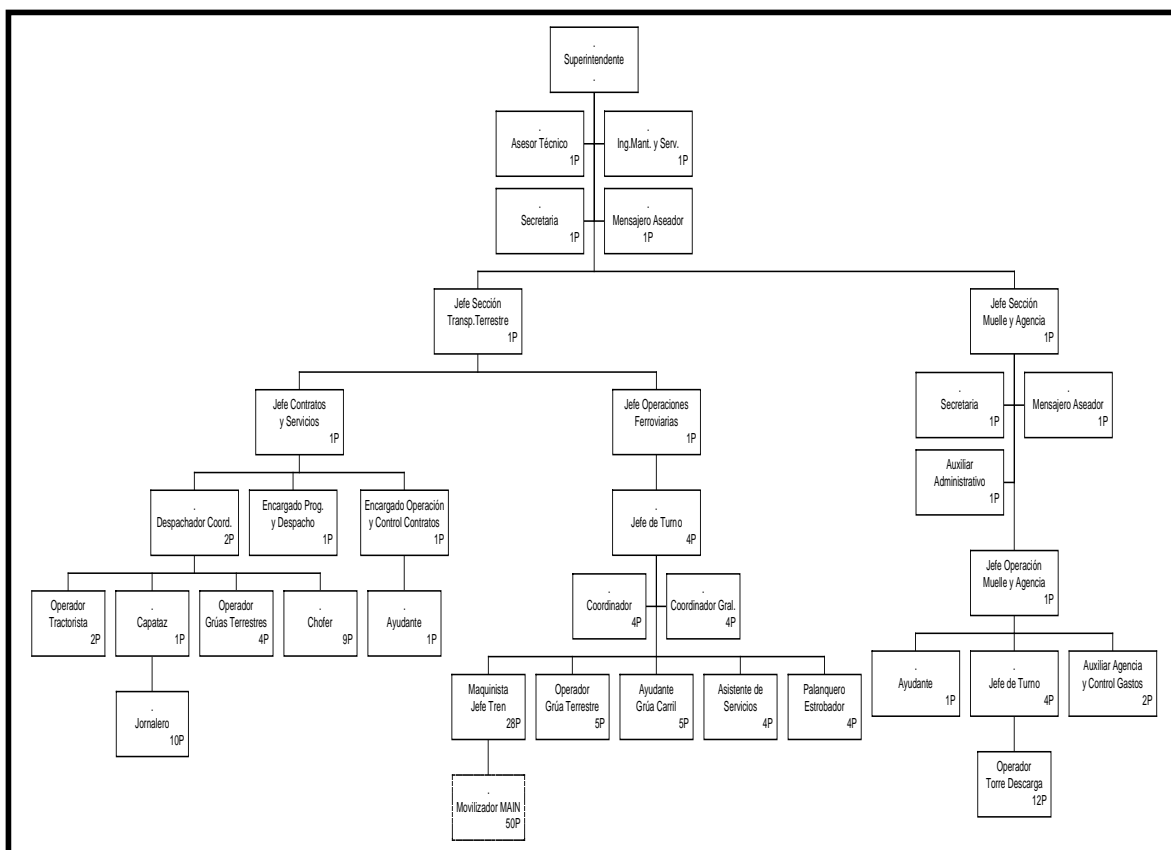 .
Superintendente
.
.
Asesor Técnico
1P
.
Ing.Mant. y Serv.
1P
.
Secretaria
1P
.
Mensajero Aseador
1P
Jefe Sección
Transp.Terrestre
1P
Jefe Sección
Muelle y Agencia
1P
Jefe Contratos
y Servicios
1P
Jefe Operaciones
Ferroviarias
1P
.
Secretaria
1P
.
Mensajero Aseador
1P
Auxiliar
Administrativo
1P
.
Despachador Coord.
2P
Encargado Prog.
y Despacho
1P
Encargado Operación
y Control Contratos
1P
.
Jefe de Turno
4P
Jefe Operación
Muelle y Agencia
1P
Operador
Tractorista
2P
.
Capataz
1P
Operador
Grúas Terrestres
4P
.
Chofer
9P
.
Ayudante
1P
.
Coordinador
4P
.
Coordinador Gral.
4P
.
Jornalero
10P
Maquinista
Jefe Tren
28P
Operador
Grúa Terrestre
5P
Ayudante
Grúa Carril
5P
Asistente de
Servicios
4P
Palanquero
Estrobador
4P
.
Ayudante
1P
.
Jefe de Turno
4P
Auxiliar Agencia
y Control Gastos
2P
.
Movilizador MAIN
50P
Operador
Torre Descarga
12P